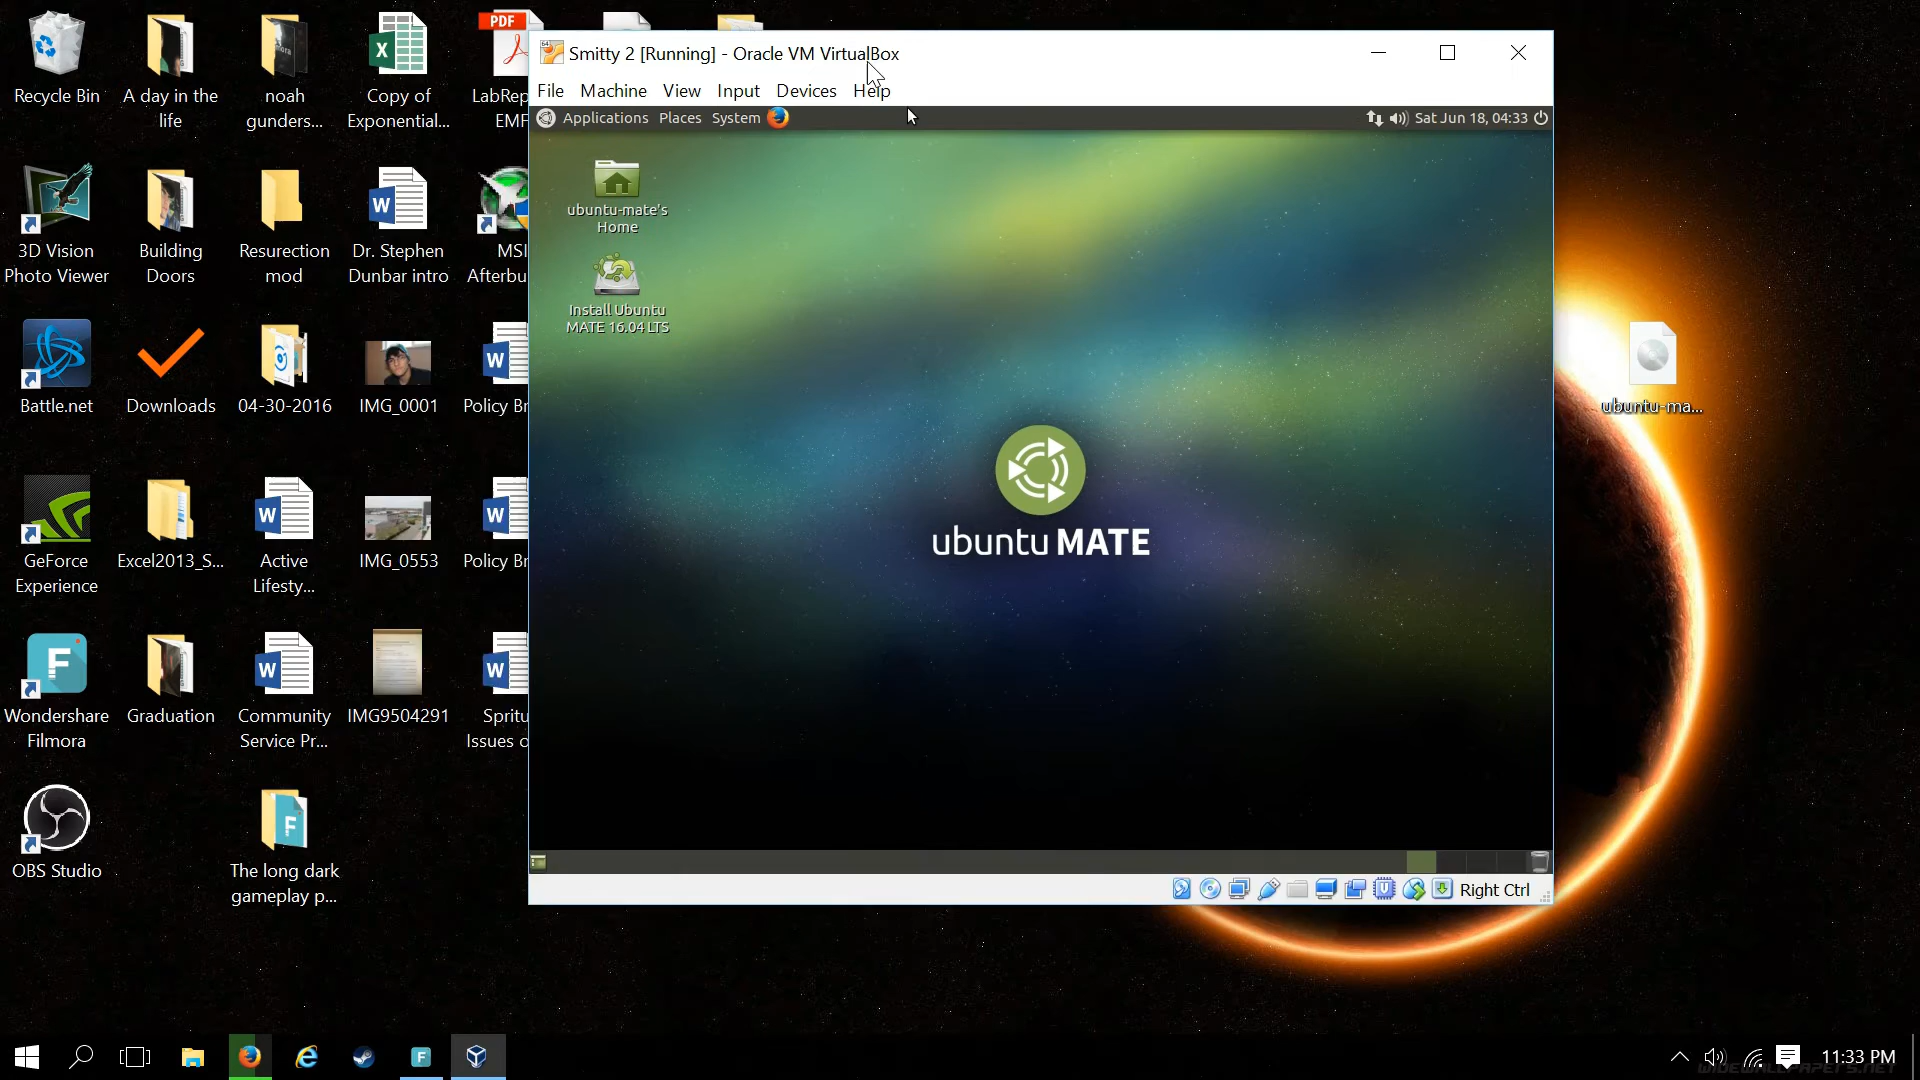 Recycle Bin
A day in the
life
noah
gunders...
Copy of
Exponential...
PDF
LabRep
EMF
3D Vision
Photo Viewer
Building
Doors
Resurection
mod
Dr. Stephen
Dunbar intro
MSI
Afterbu
Battle.net
Downloads
04-30-2016
IMG_0001
Policy Br
GeForce
Experience
Excel2013_S...
Active
Lifesty...
IMG_0553
Policy Br
Wondershare
Filmora
Graduation
Community
Service Pr...
IMG9504291
Spritu
Issues o
OBS Studio
The long dark
gameplay p...
Smitty 2 [Running] - Oracle VM VirtualBox
File Machine View Input Devices Help
Applications Places System
Sat Jun 18, 04:33
ubuntu-mate's
Home
Install Ubuntu
MATE 16.04 LTS
ubuntu MATE
Right Ctrl
ubuntu-ma...
11:33 PM
WIDEWALLPAPERS.NET